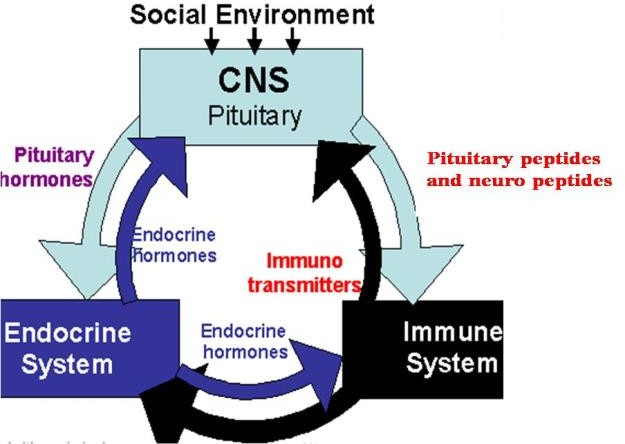 Social Environment
CNS
Pituitary
Pituitary
hormones
Pituitary peptides
and neuro peptides
Endocrine
hormones
Immuno
transmitters
Endocrine
System
Endocrine
hormones
Immune
System